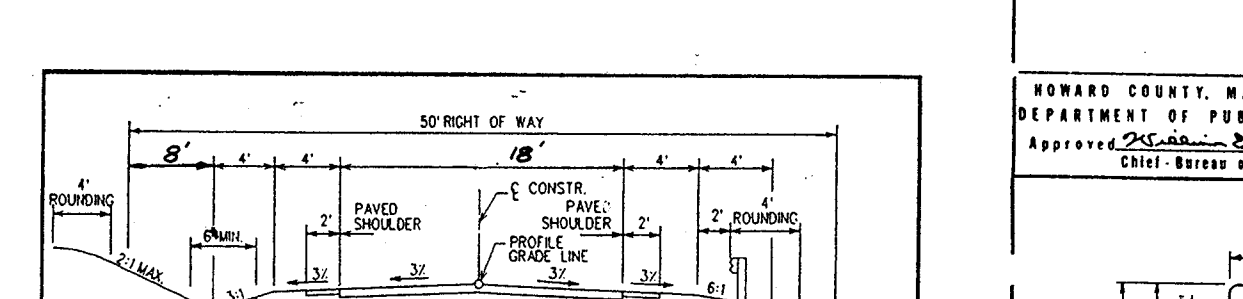 50' RIGHT OF WAY
8' 4' 4' 18' 4' 4'
4'
ROUNDING
6' MIN.
2'
PAVED
SHOULDER
℄ CONSTR.
PAVED
SHOULDER
2'
2'
4'
ROUNDING
PROFILE
GRADE LINE
2:1 MAX.
3:1
3%
3%
3%
3%
6:1
HOWARD COUNTY, M
DEPARTMENT OF PUB
Approved William
Chief - Bureau o